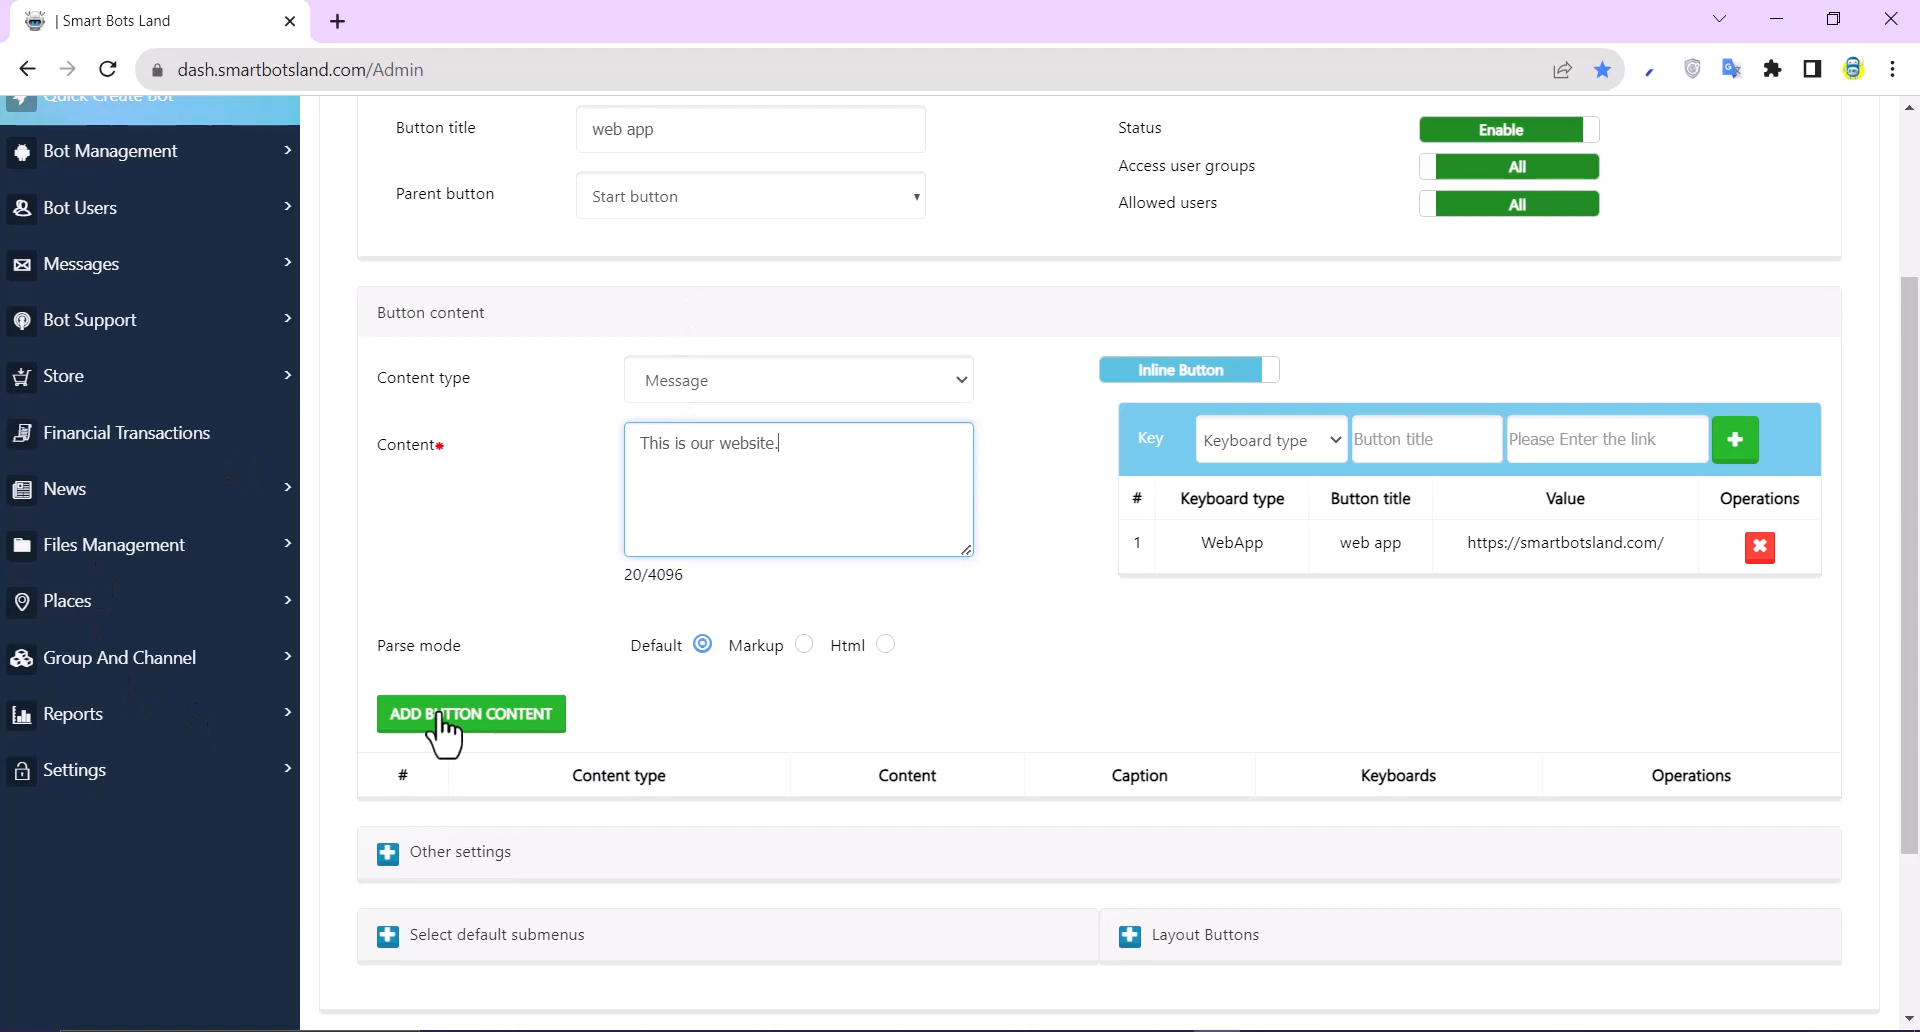 | Smart Bots Land
dash.smartbotsland.com/Admin
Quick Create Bot
Bot Management
Bot Users
Messages
Bot Support
Store
Financial Transactions
News
Files Management
Places
Group And Channel
Reports
Settings
Button title
web app
Status
Enable
Access user groups
All
Parent button
Start button
Allowed users
All
Button content
Content type
Message
Inline Button
Content*
This is our website.
20/4096
Key
Keyboard type
Button title
Please Enter the link
# Keyboard type Button title Value Operations
1 WebApp web app https://smartbotsland.com/
Parse mode
Default Markup Html
ADD BUTTON CONTENT
# Content type Content Caption Keyboards Operations
Other settings
Select default submenus
Layout Buttons